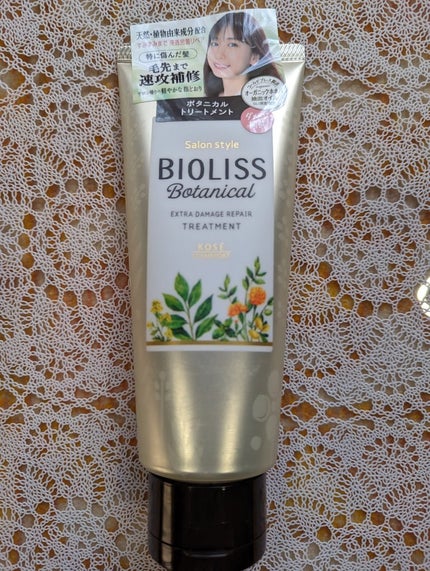 天然・植物由来成分配合
特に傷んだ髪
毛先まで
速攻補修
ボタニカル
トリートメント
Salon style
BIOLISS
Botanical
EXTRA DAMAGE REPAIR
TREATMENT
KOSÉ